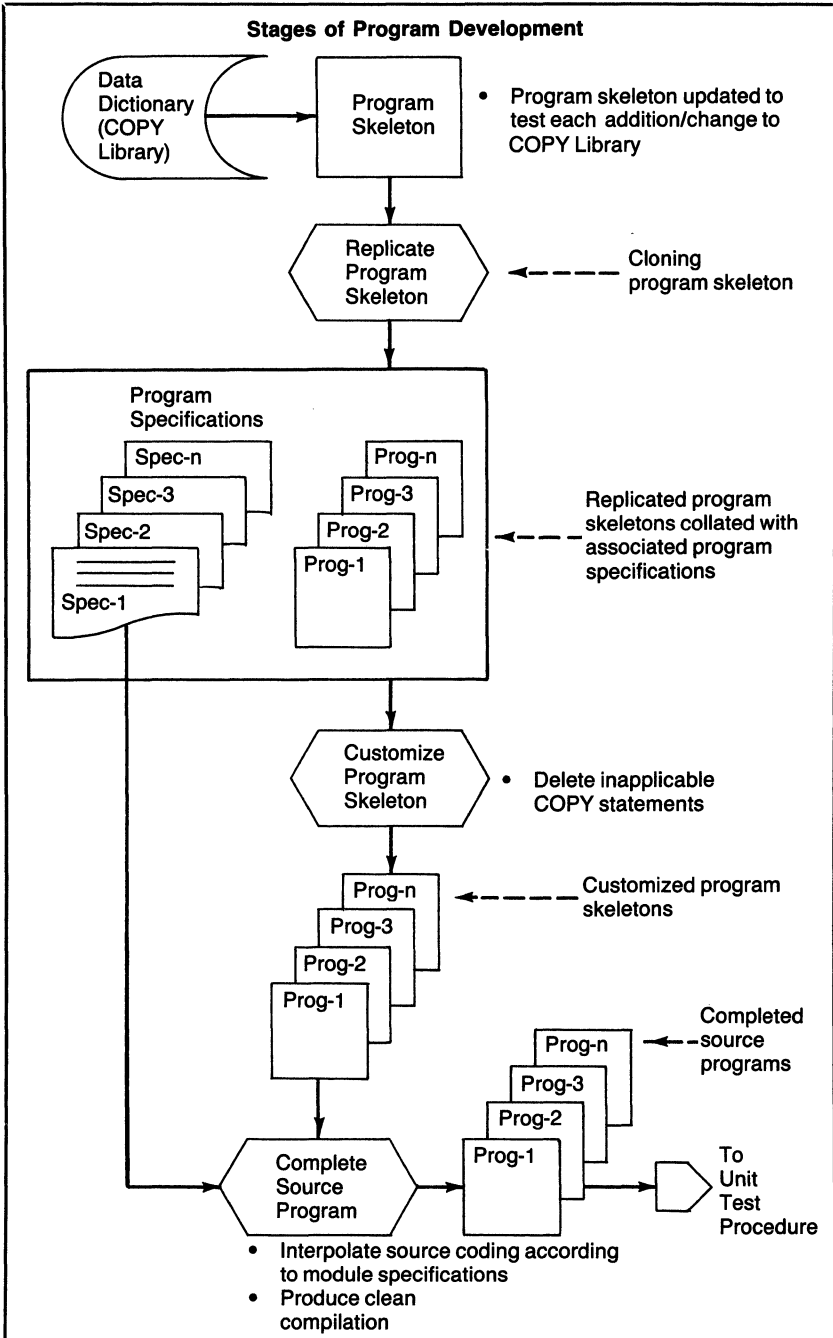 Stages of Program Development
Data
Dictionary
(COPY
Library)
Program
Skeleton
• Program skeleton updated to
test each addition/change to
COPY Library
Replicate
Program
Skeleton
Cloning
program skeleton
Program
Specifications
Spec-n
Spec-3
Spec-2
Spec-1
Prog-n
Prog-3
Prog-2
Prog-1
Replicated program
skeletons collated with
associated program
specifications
Customize
Program
Skeleton
• Delete inapplicable
COPY statements
Prog-n
Prog-3
Prog-2
Prog-1
Customized program
skeletons
Completed
source
programs
Prog-n
Prog-3
Prog-2
Prog-1
Complete
Source
Program
To
Unit
Test
Procedure
• Interpolate source coding according
to module specifications
• Produce clean
compilation